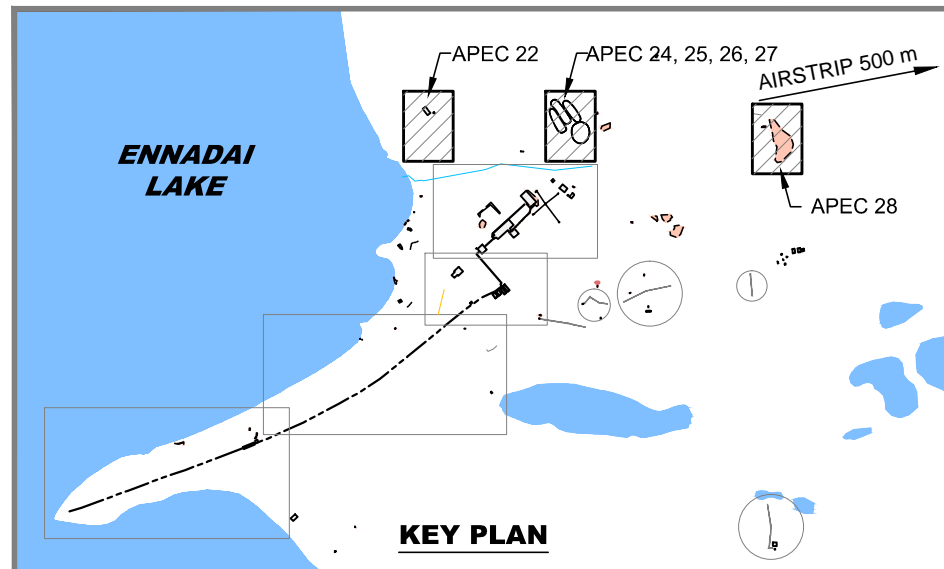 APEC 22
APEC 24, 25, 26, 27
AIRSTRIP 500 m
ENNADAI
LAKE
APEC 28
KEY PLAN